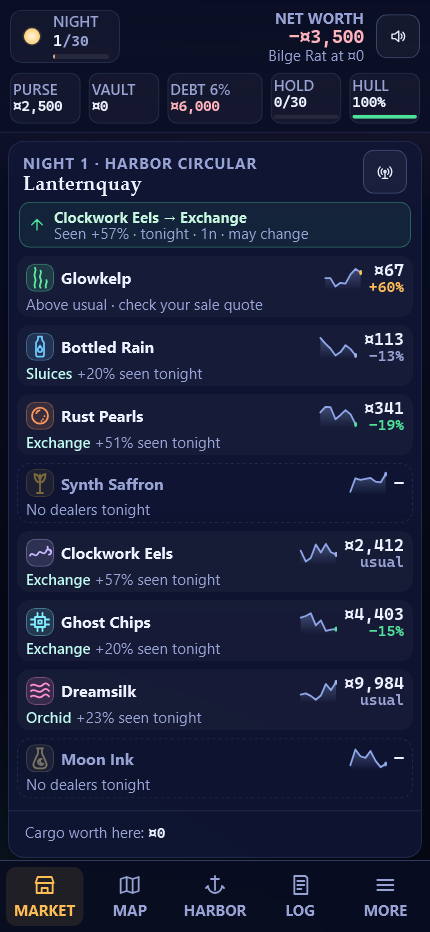 NIGHT
1/30
NET WORTH
−¤3,500
Bilge Rat at ¤0
PURSE
¤2,500
VAULT
¤0
DEBT 6%
¤6,000
HOLD
0/30
HULL
100%
NIGHT 1 · HARBOR CIRCULAR
Lanternquay
Clockwork Eels → Exchange
Seen +57% · tonight · 1n · may change
Glowkelp
¤67
+60%
Above usual · check your sale quote
Bottled Rain
¤113
−13%
Sluices +20% seen tonight
Rust Pearls
¤341
−19%
Exchange +51% seen tonight
Synth Saffron
—
No dealers tonight
Clockwork Eels
¤2,412
usual
Exchange +57% seen tonight
Ghost Chips
¤4,403
−15%
Exchange +20% seen tonight
Dreamsilk
¤9,984
usual
Orchid +23% seen tonight
Moon Ink
—
No dealers tonight
Cargo worth here: ¤0
MARKET
MAP
HARBOR
LOG
MORE